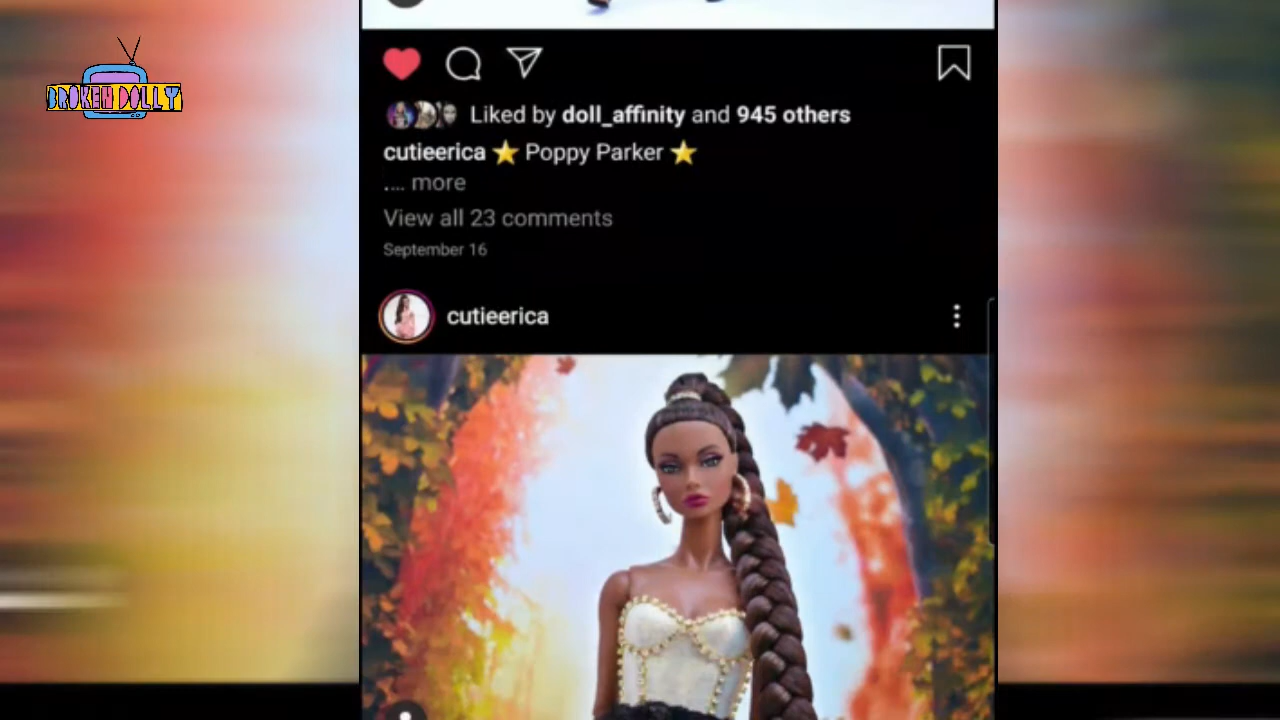 BROKEN DOLLY
Liked by doll_affinity and 945 others
cutieerica ⭐ Poppy Parker ⭐
.... more
View all 23 comments
September 16
cutieerica